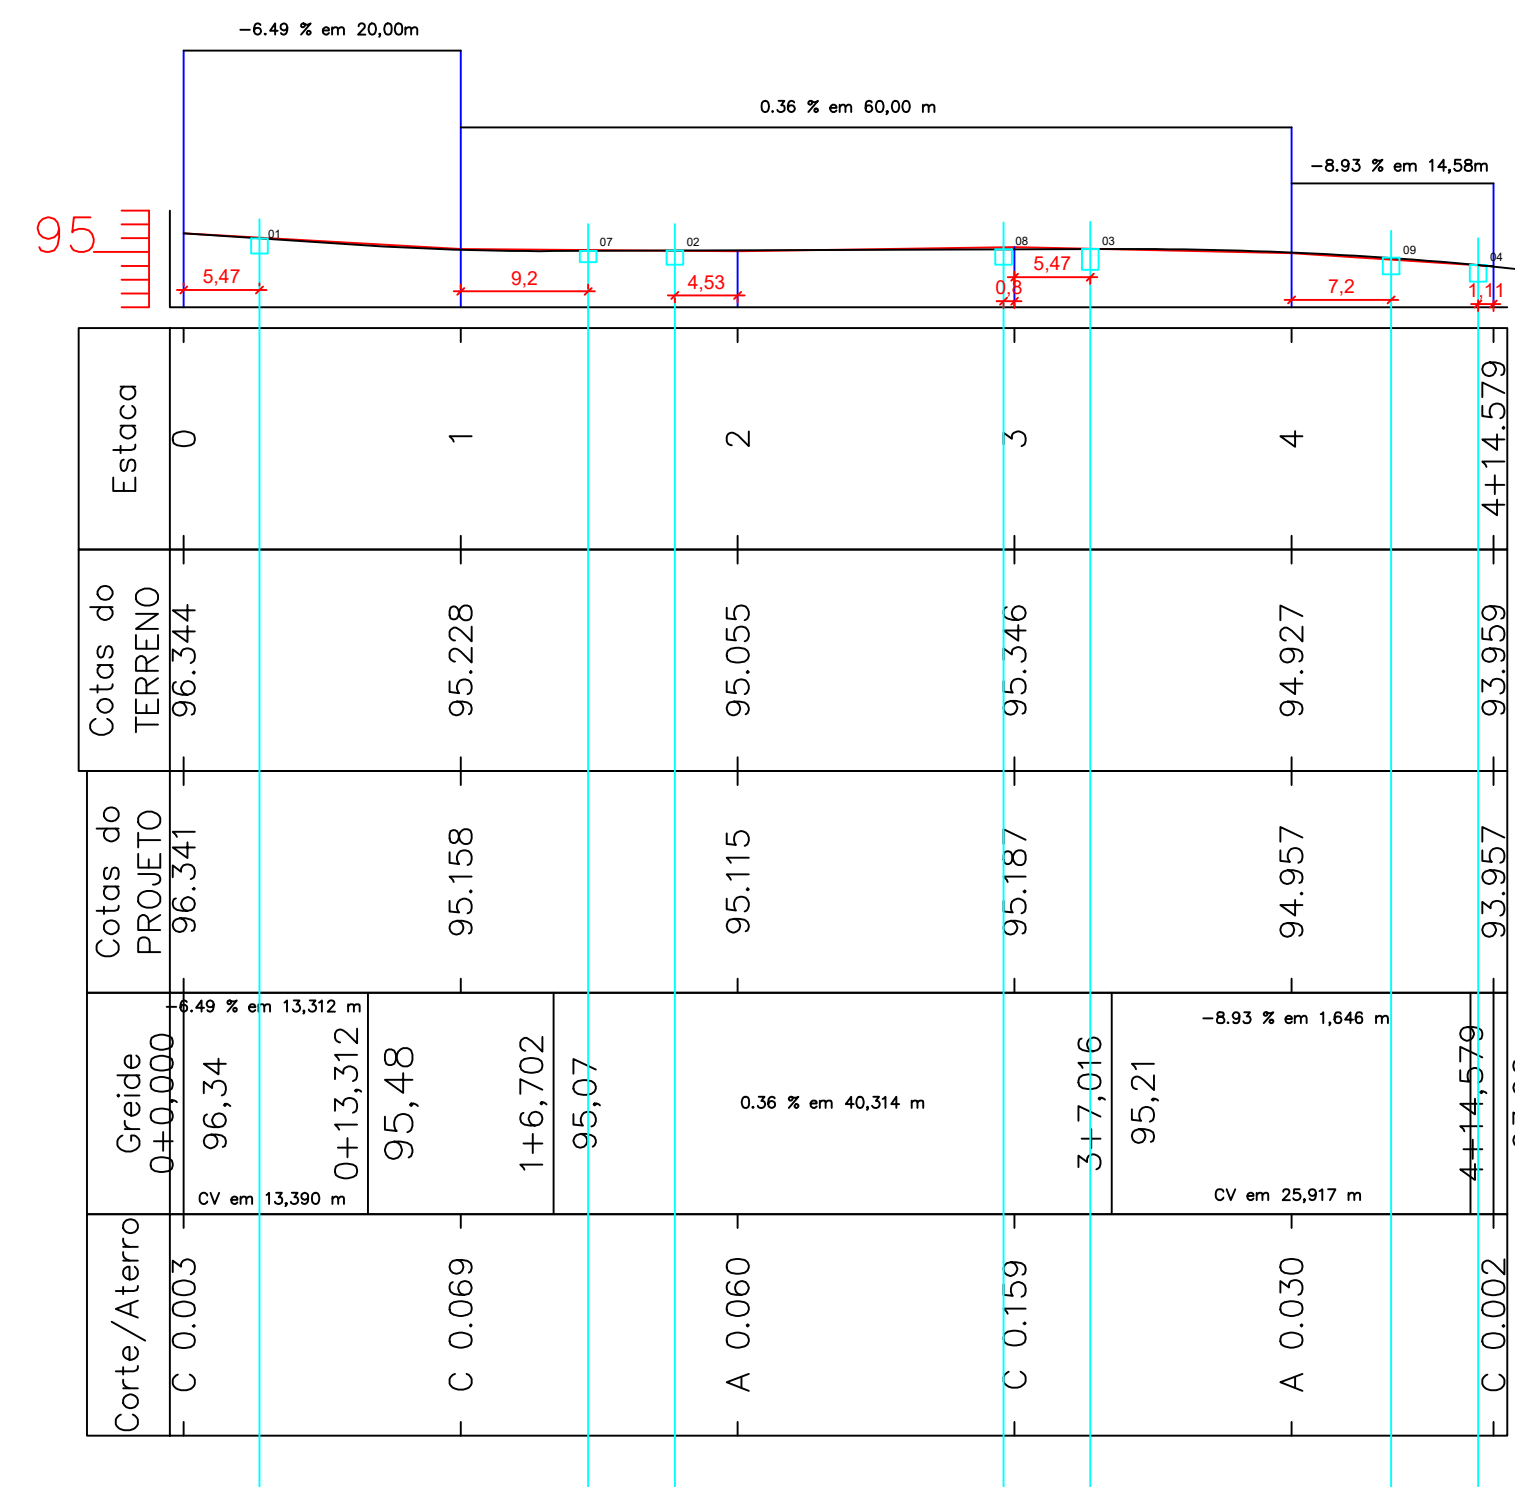 -6.49 % em 20,00m
0.36 % em 60,00 m
-8.93 % em 14,58m
95
01
07
02
08
03
09
04
5,47
9,2
4,53
0,8
5,47
7,2
1,11
Estaca
0
1
2
3
4
4+14.579
Cotas do
TERRENO
96.344
95.228
95.055
95.346
94.927
93.959
Cotas do
PROJETO
96.341
95.158
95.115
95.187
94.957
93.957
Greide
-6.49 % em 13,312 m
0+0,000
96,34
0+13,312
95,48
CV em 13,390 m
1+6,702
95,07
0.36 % em 40,314 m
3+7,016
95,21
-8.93 % em 1,646 m
CV em 25,917 m
4+14,579
Corte/Aterro
C 0.003
C 0.069
A 0.060
C 0.159
A 0.030
C 0.002